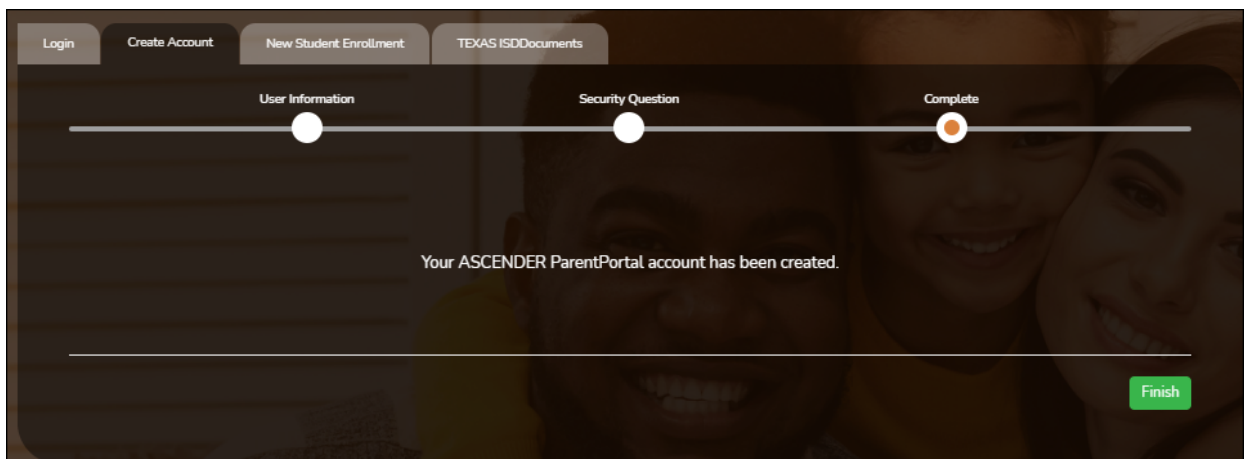 Login Create Account New Student Enrollment TEXAS ISDDocuments
User Information Security Question Complete
Your ASCENDER ParentPortal account has been created.
Finish